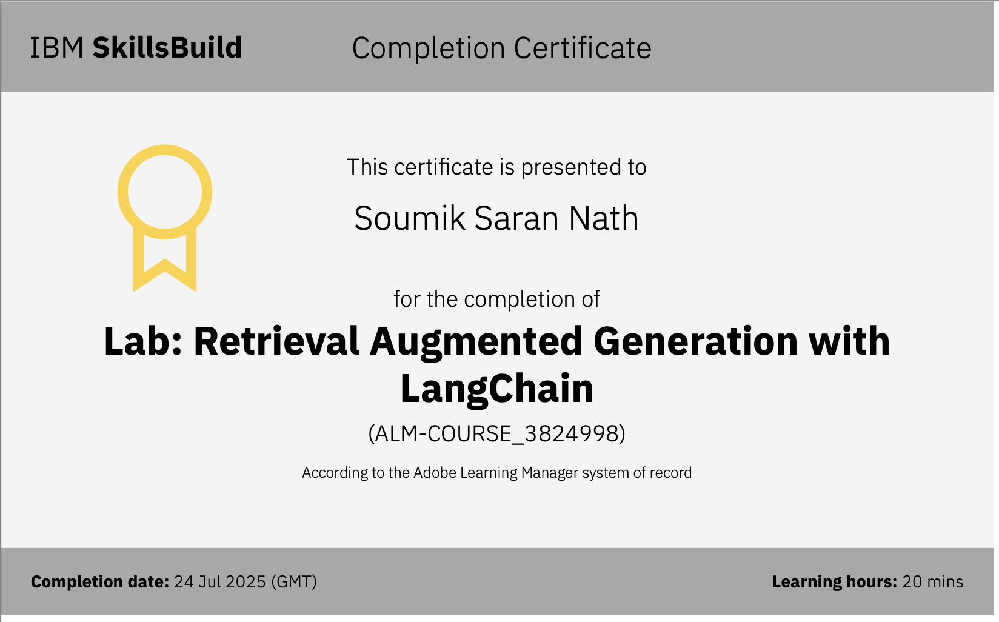 IBM SkillsBuild
Completion Certificate
This certificate is presented to
Soumik Saran Nath
for the completion of
Lab: Retrieval Augmented Generation with
LangChain
(ALM-COURSE_3824998)
According to the Adobe Learning Manager system of record
Completion date: 24 Jul 2025 (GMT)
Learning hours: 20 mins